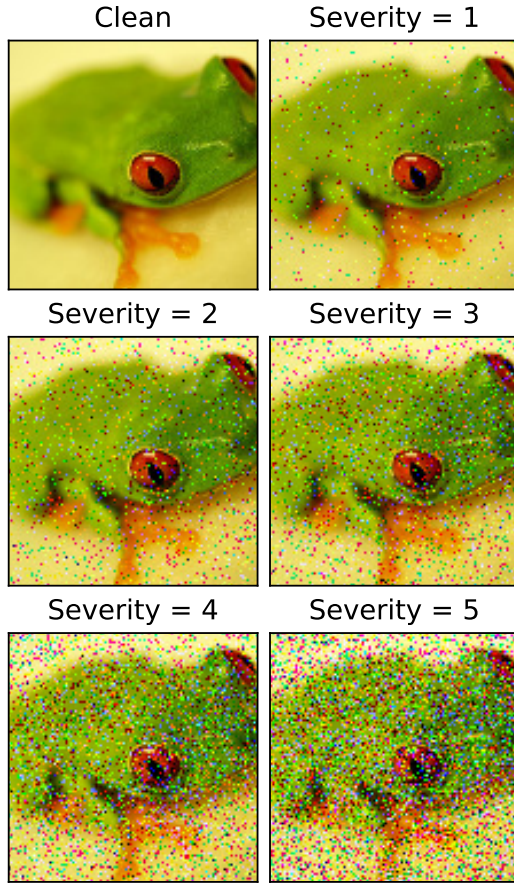 Clean
Severity = 1
Severity = 2
Severity = 3
Severity = 4
Severity = 5